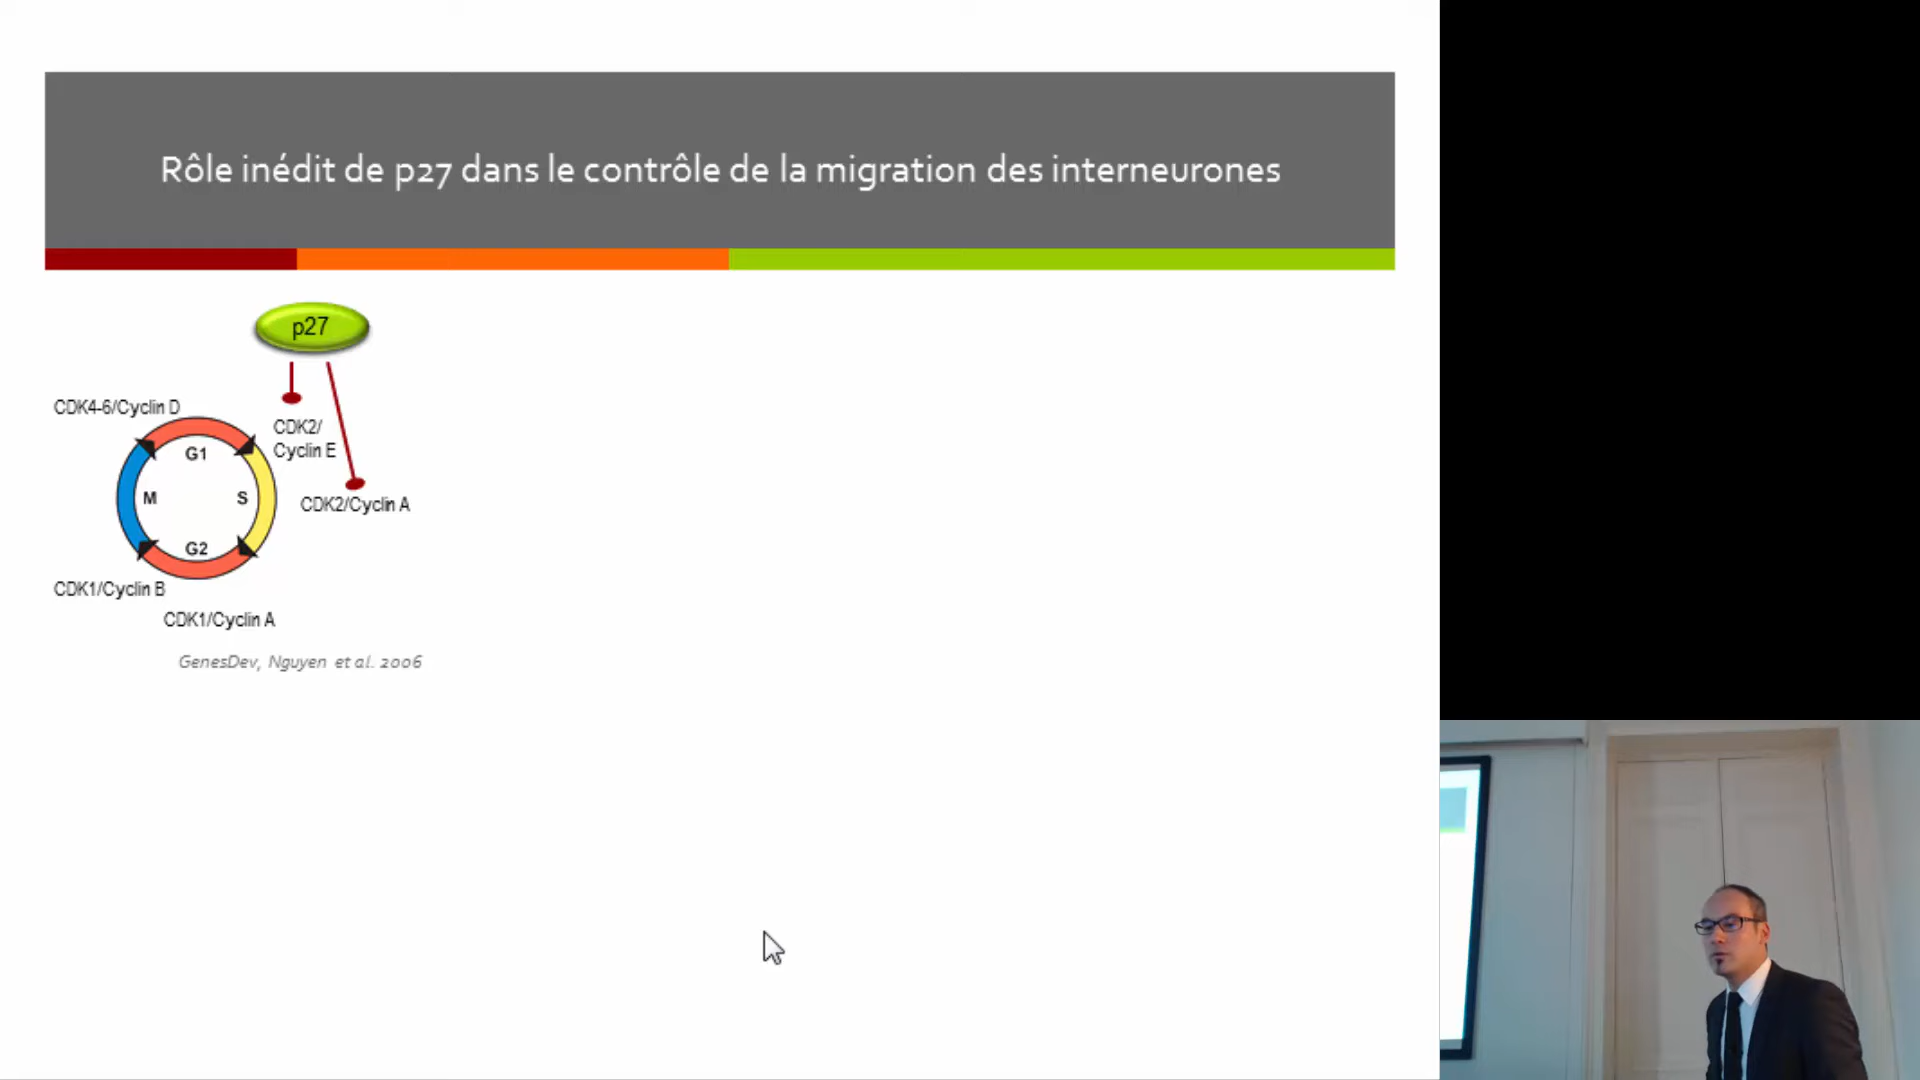 Rôle inédit de p27 dans le contrôle de la migration des interneurones
p27
CDK4-6/Cyclin D
CDK2/
Cyclin E
G1
M
S
CDK2/Cyclin A
G2
CDK1/Cyclin B
CDK1/Cyclin A
GenesDev, Nguyen et al. 2006